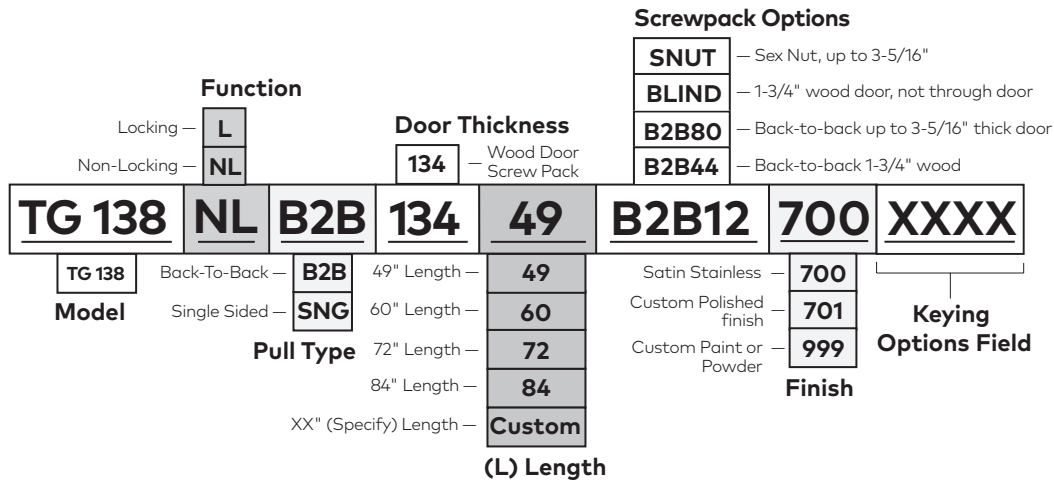 Screwpack Options
SNUT — Sex Nut, up to 3-5/16"
BLIND — 1-3/4" wood door, not through door
B2B80 — Back-to-back up to 3-5/16" thick door
B2B44 — Back-to-back 1-3/4" wood
Function
Locking — L
Non-Locking — NL
Door Thickness
134 — Wood Door
Screw Pack
TG 138 NL B2B 134 49 B2B12 700 XXXX
TG 138
Model
Back-To-Back — B2B
Single Sided — SNG
Pull Type
49" Length — 49
60" Length — 60
72" Length — 72
84" Length — 84
XX" (Specify) Length — Custom
(L) Length
Satin Stainless — 700
Custom Polished — 701
finish
Custom Paint or — 999
Powder
Finish
Keying
Options Field